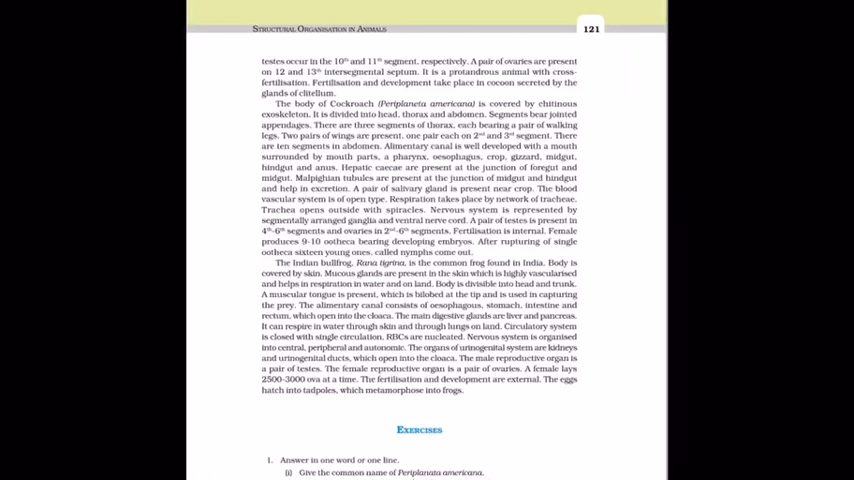 STRUCTURAL ORGANISATION IN ANIMALS
121
testes occur in the 10th and 11th segment, respectively. A pair of ovaries are present
on 12 and 13th intersegmental septum. It is a protandrous animal with cross-
fertilisation. Fertilisation and development take place in cocoon secreted by the
glands of clitellum.
The body of Cockroach (Periplaneta americana) is covered by chitinous
exoskeleton. It is divided into head, thorax and abdomen. Segments bear jointed
appendages. There are three segments of thorax, each bearing a pair of walking
legs. Two pairs of wings are present, one pair each on 2nd and 3rd segment. There
are ten segments in abdomen. Alimentary canal is well developed with a mouth
surrounded by mouth parts, a pharynx, oesophagus, crop, gizzard, midgut,
hindgut and anus. Hepatic caecae are present at the junction of foregut and
midgut. Malpighian tubules are present at the junction of midgut and hindgut
and help in excretion. A pair of salivary gland is present near crop. The blood
vascular system is of open type. Respiration takes place by network of tracheae.
Trachea opens outside with spiracles. Nervous system is represented by
segmentally arranged ganglia and ventral nerve cord. A pair of testes is present in
4th-6th segments and ovaries in 2nd-6th segments. Fertilisation is internal. Female
produces 9-10 ootheca bearing developing embryos. After rupturing of single
ootheca sixteen young ones, called nymphs come out.
The Indian bullfrog, Rana tigrina, is the common frog found in India. Body is
covered by skin. Mucous glands are present in the skin which is highly vascularised
and helps in respiration in water and on land. Body is divisible into head and trunk.
A muscular tongue is present, which is bilobed at the tip and is used in capturing
the prey. The alimentary canal consists of oesophagous, stomach, intestine and
rectum, which open into the cloaca. The main digestive glands are liver and pancreas.
It can respire in water through skin and through lungs on land. Circulatory system
is closed with single circulation. RBCs are nucleated. Nervous system is organised
into central, peripheral and autonomic. The organs of urinogenital system are kidneys
and urinogenital ducts, which open into the cloaca. The male reproductive organ is
a pair of testes. The female reproductive organ is a pair of ovaries. A female lays
2500-3000 ova at a time. The fertilisation and development are external. The eggs
hatch into tadpoles, which metamorphose into frogs.
EXERCISES
1. Answer in one word or one line.
(i) Give the common name of Periplanata americana.